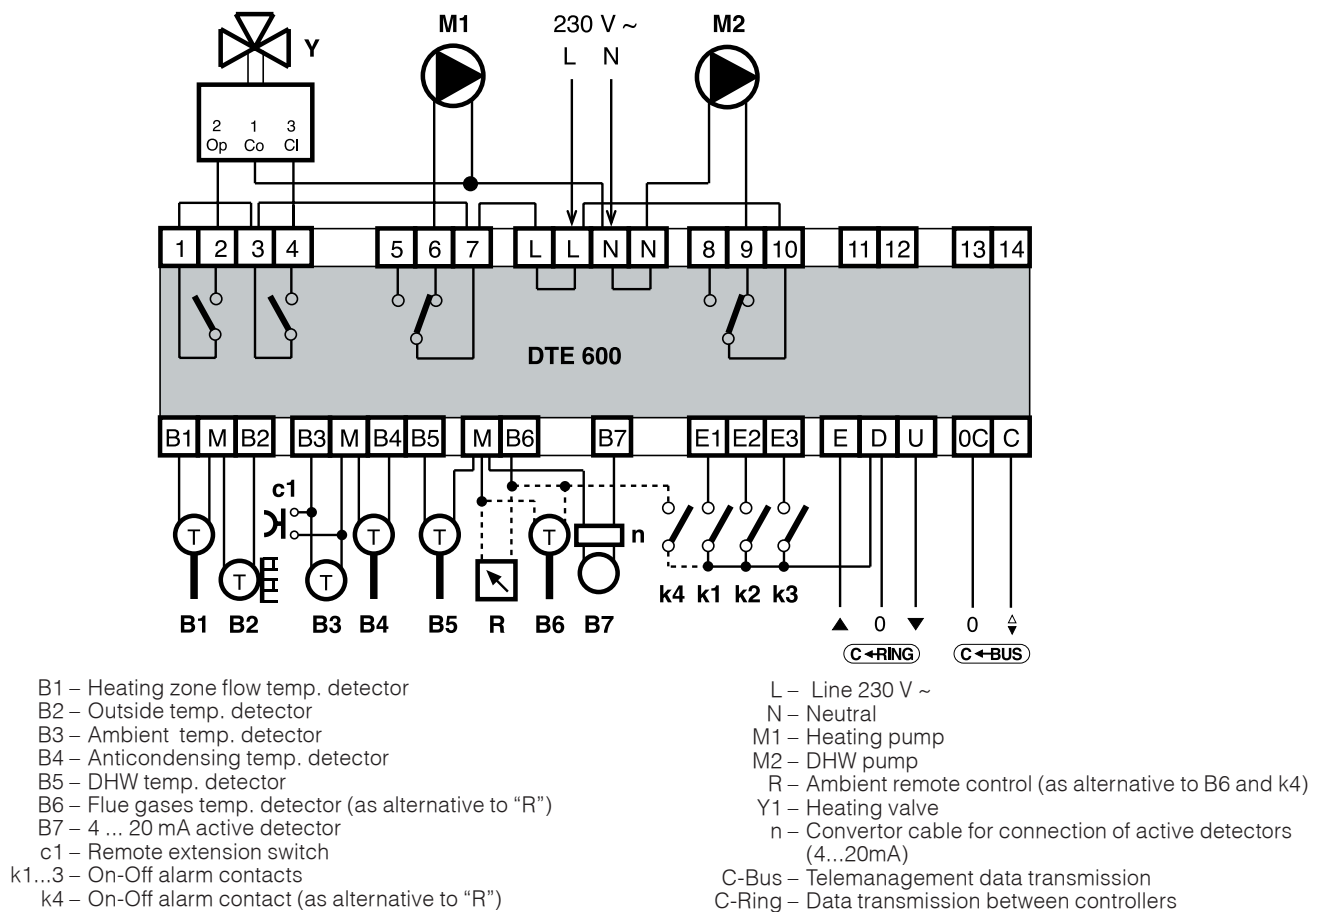 M1 230 V ~ M2
Y L N
2 1 3
Op Co Cl
1 2 3 4 5 6 7 L L N N 8 9 10 11 12 13 14
DTE 600
B1 M B2 B3 M B4 B5 M B6 B7 E1 E2 E3 E D U 0C C
c1
T T T T T T n
k4 k1 k2 k3
B1 B2 B3 B4 B5 R B6 B7 0 0
C RING C BUS
B1 – Heating zone flow temp. detector
B2 – Outside temp. detector
B3 – Ambient temp. detector
B4 – Anticondensing temp. detector
B5 – DHW temp. detector
B6 – Flue gases temp. detector (as alternative to “R”)
B7 – 4 ... 20 mA active detector
c1 – Remote extension switch
k1...3 – On-Off alarm contacts
k4 – On-Off alarm contact (as alternative to “R”)
L – Line 230 V ~
N – Neutral
M1 – Heating pump
M2 – DHW pump
R – Ambient remote control (as alternative to B6 and k4)
Y1 – Heating valve
n – Convertor cable for connection of active detectors
(4...20mA)
C-Bus – Telemanagement data transmission
C-Ring – Data transmission between controllers